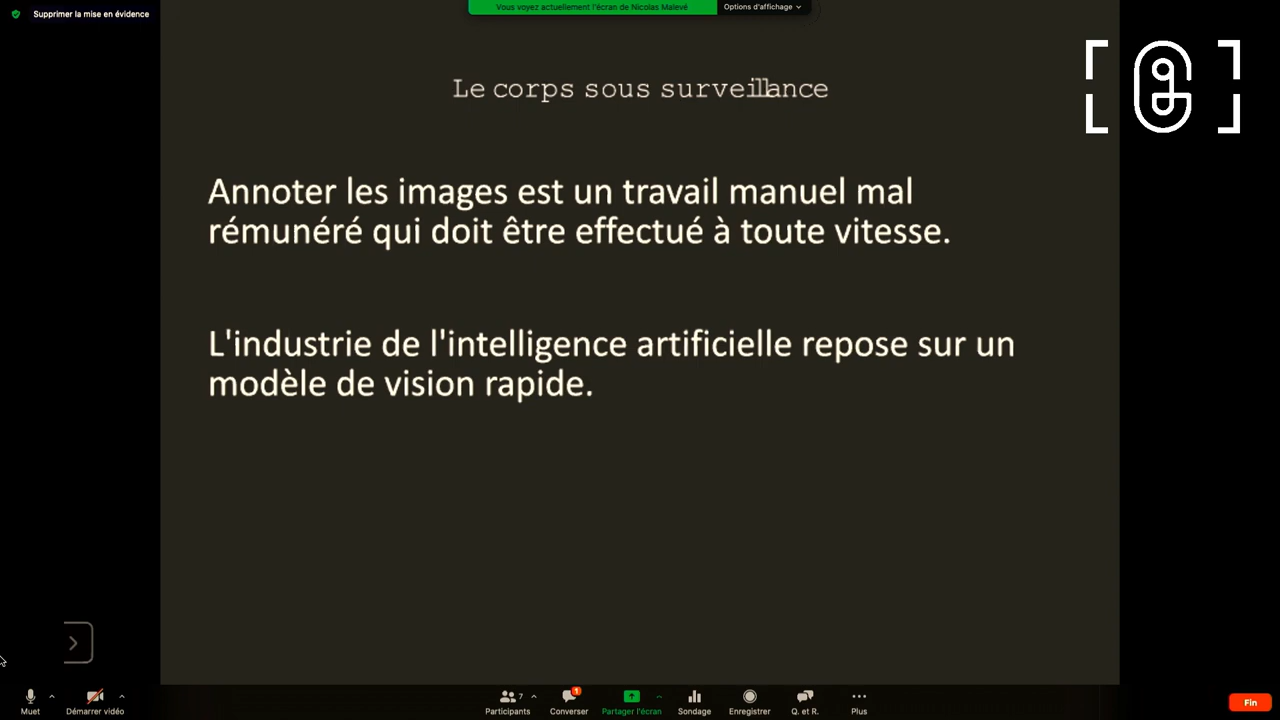 Supprimer la mise en évidence
Vous voyez actuellement l'écran de Nicolas Malevé
Options d'affichage
Le corps sous surveillance
Annoter les images est un travail manuel mal
rémunéré qui doit être effectué à toute vitesse.
L'industrie de l'intelligence artificielle repose sur un
modèle de vision rapide.
Muet
Démarrer vidéo
7
Participants
1
Converser
Partager l'écran
Sondage
Enregistrer
Q. et R.
Plus
Fin